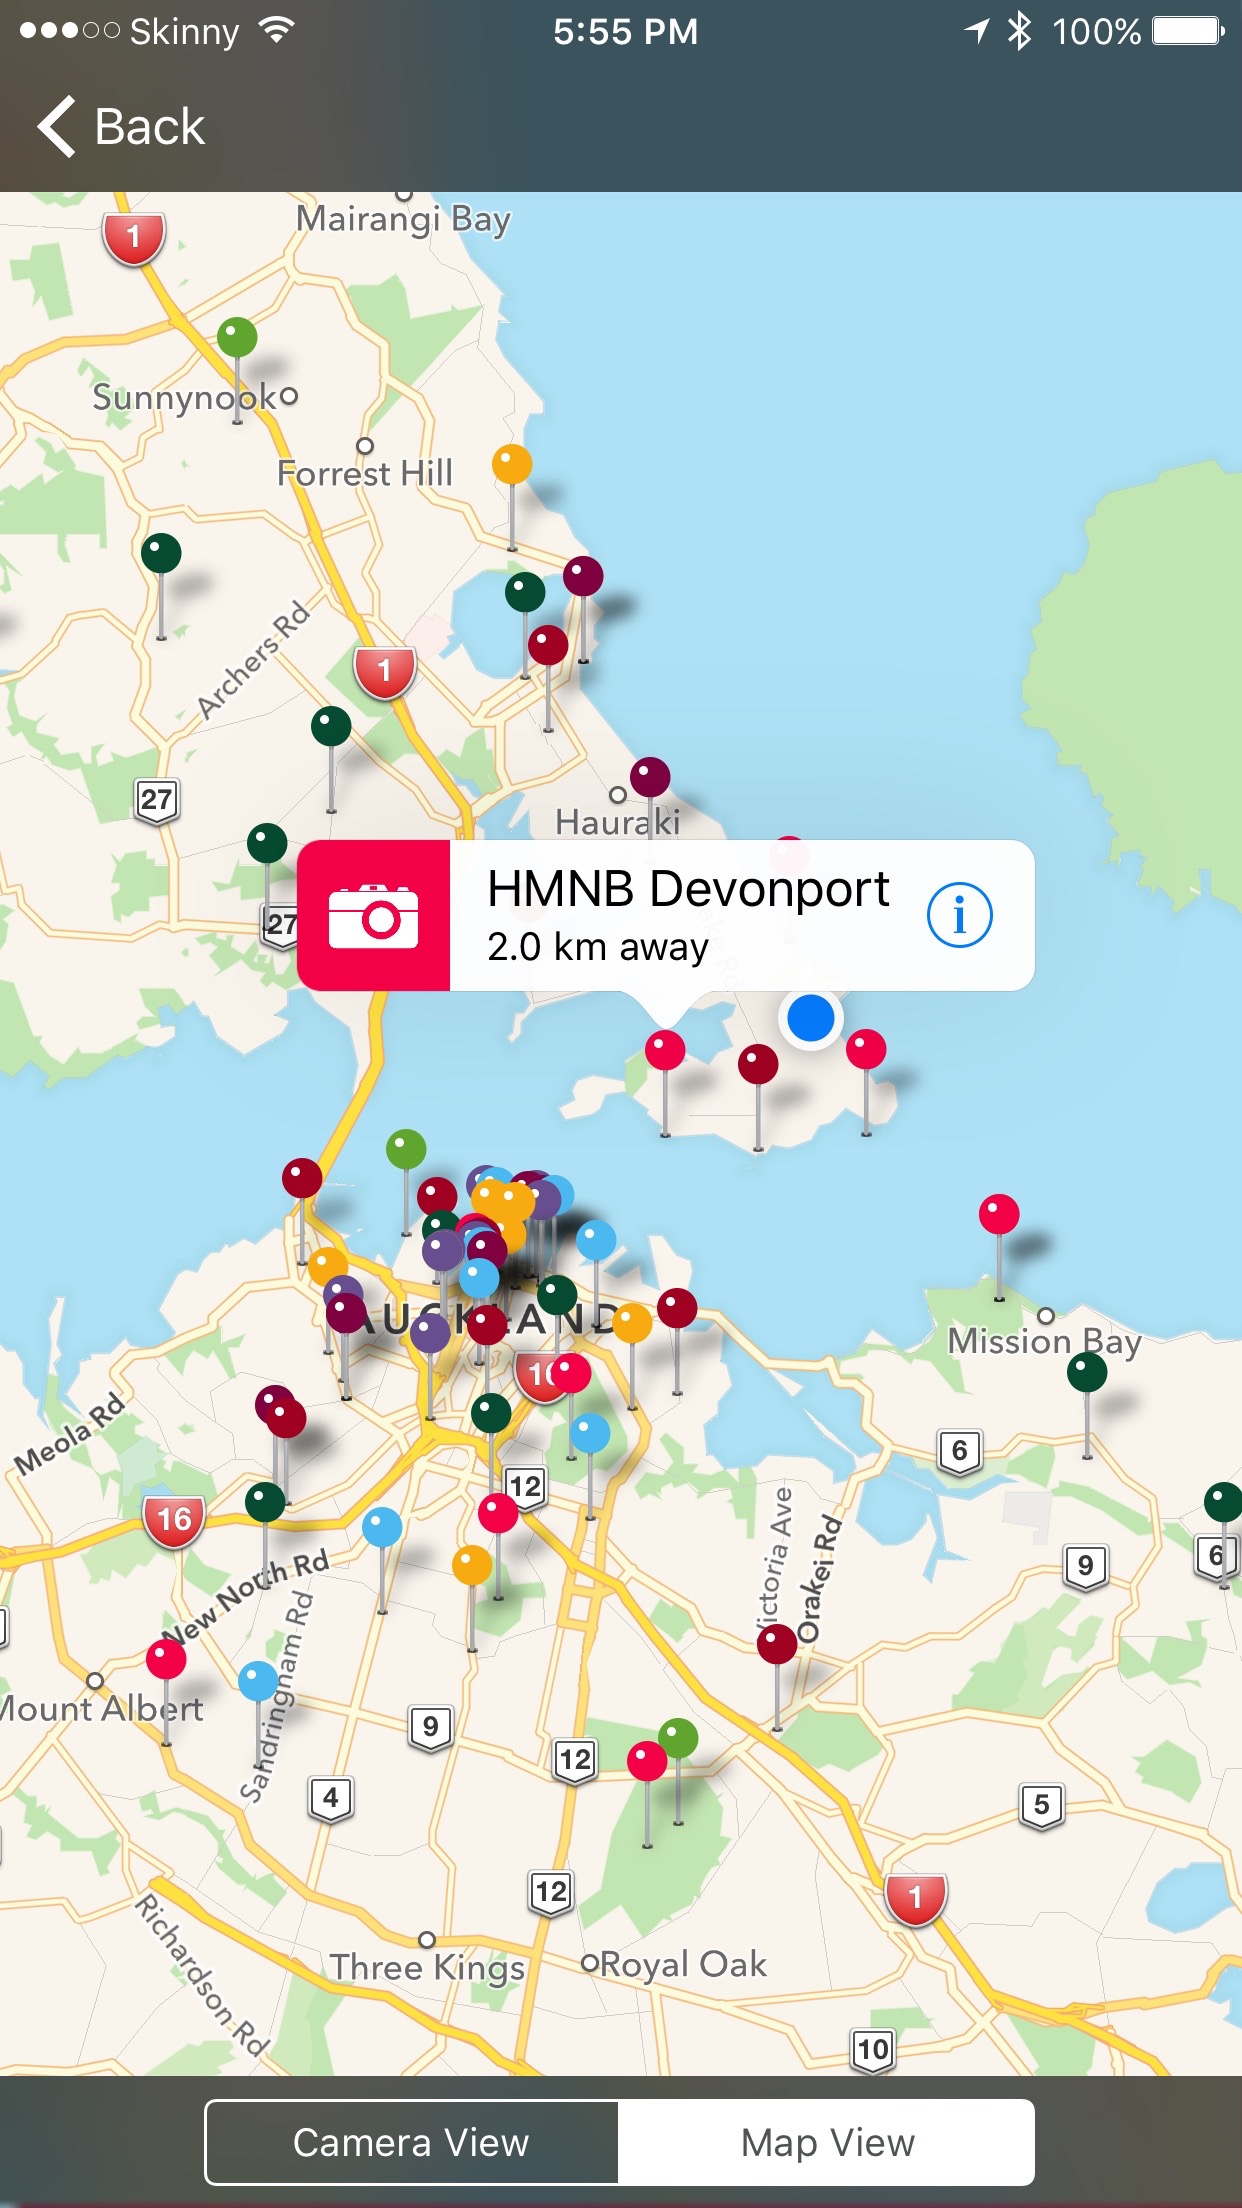 Skinny 5:55 PM 100%
Back
Mairangi Bay
1
Sunnynook
Forrest Hill
Archers Rd
1
27
Hauraki
HMNB Devonport
2.0 km away
i
27
AUCKLAND
Mission Bay
Meola Rd
6
12
16
Victoria Ave
Orakei Rd
9
6
New North Rd
Sandringham Rd
Mount Albert
9
12
4
5
12
1
Richardson Rd
Three Kings
Royal Oak
10
Camera View
Map View